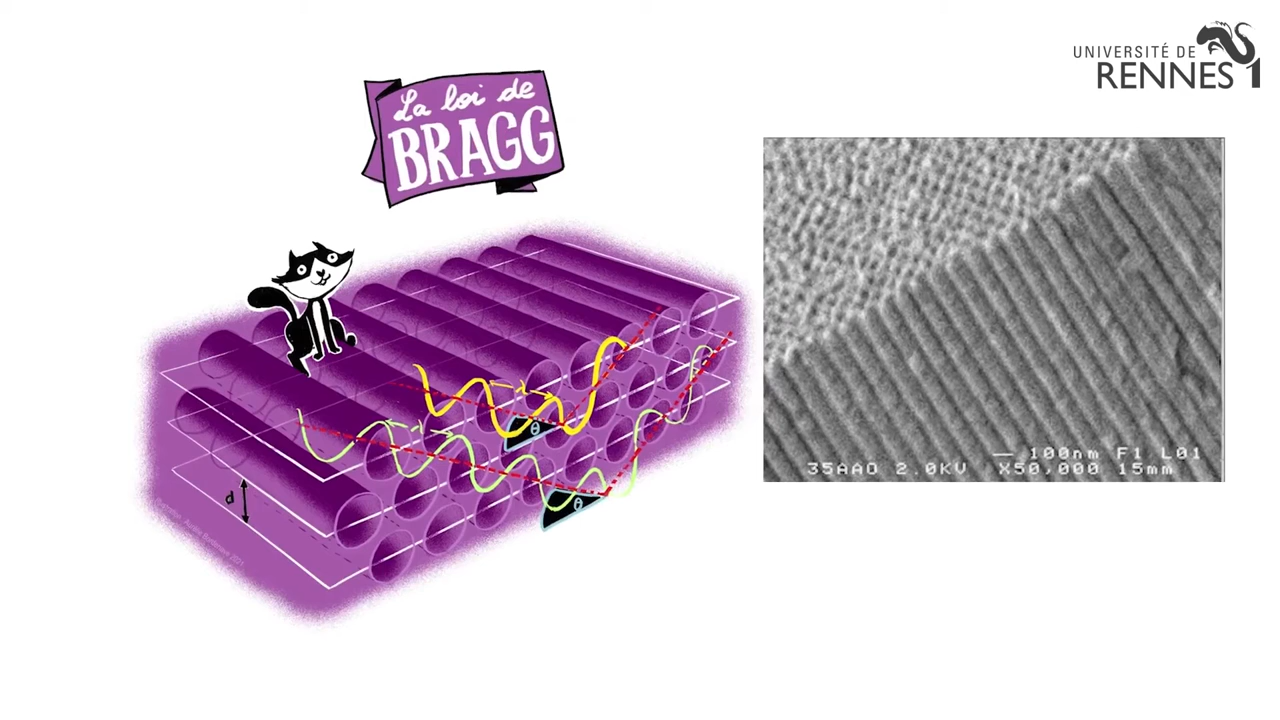 UNIVERSITÉ DE
RENNES 1
La loi de
BRAGG
θ
d
θ
100nm F1 L01
35AAO 2.0KV X50,000 15mm